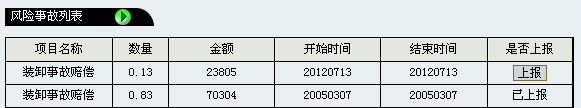 风险事故列表
项目名称 数量 金额 开始时间 结束时间 是否上报
装卸事故赔偿 0.13 23805 20120713 20120713 上报
装卸事故赔偿 0.83 70304 20050307 20050307 已上报